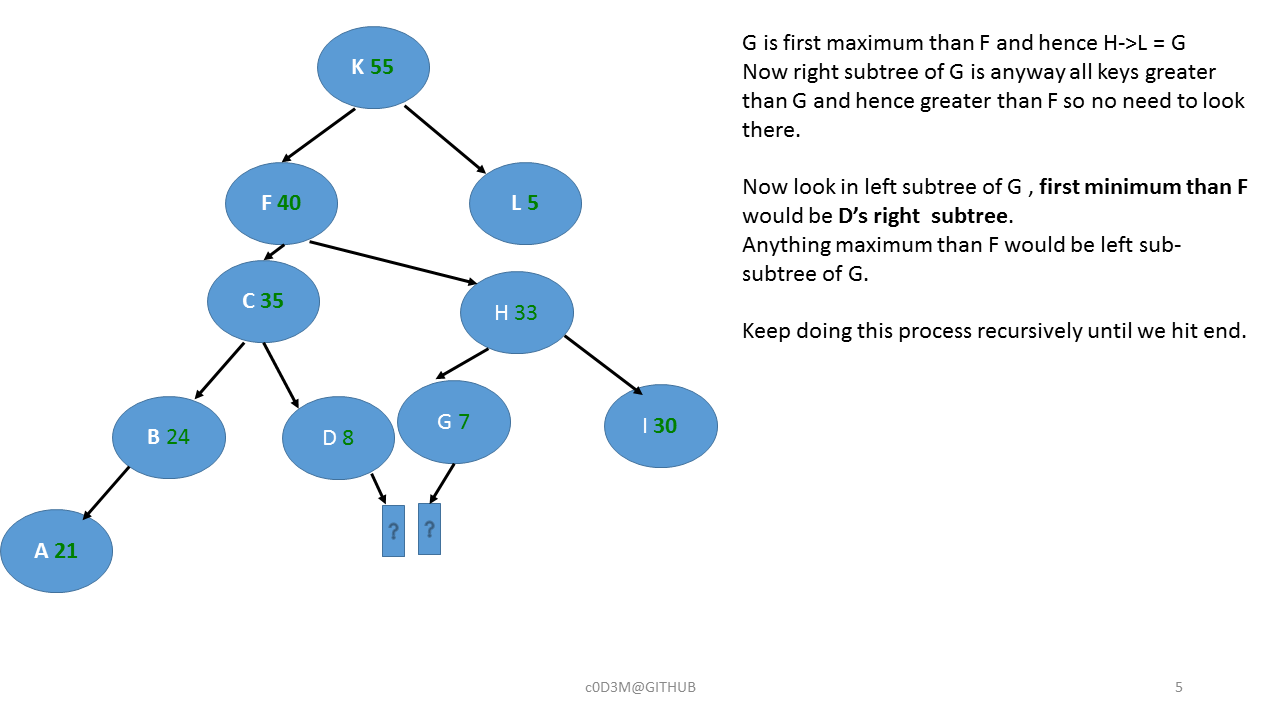 K 55
F 40
L 5
C 35
H 33
B 24
D 8
G 7
I 30
A 21
?
?
G is first maximum than F and hence H->L = G
Now right subtree of G is anyway all keys greater
than G and hence greater than F so no need to look
there.
Now look in left subtree of G , first minimum than F
would be D’s right  subtree.
Anything maximum than F would be left sub-
subtree of G.
Keep doing this process recursively until we hit end.
c0D3M@GITHUB
5